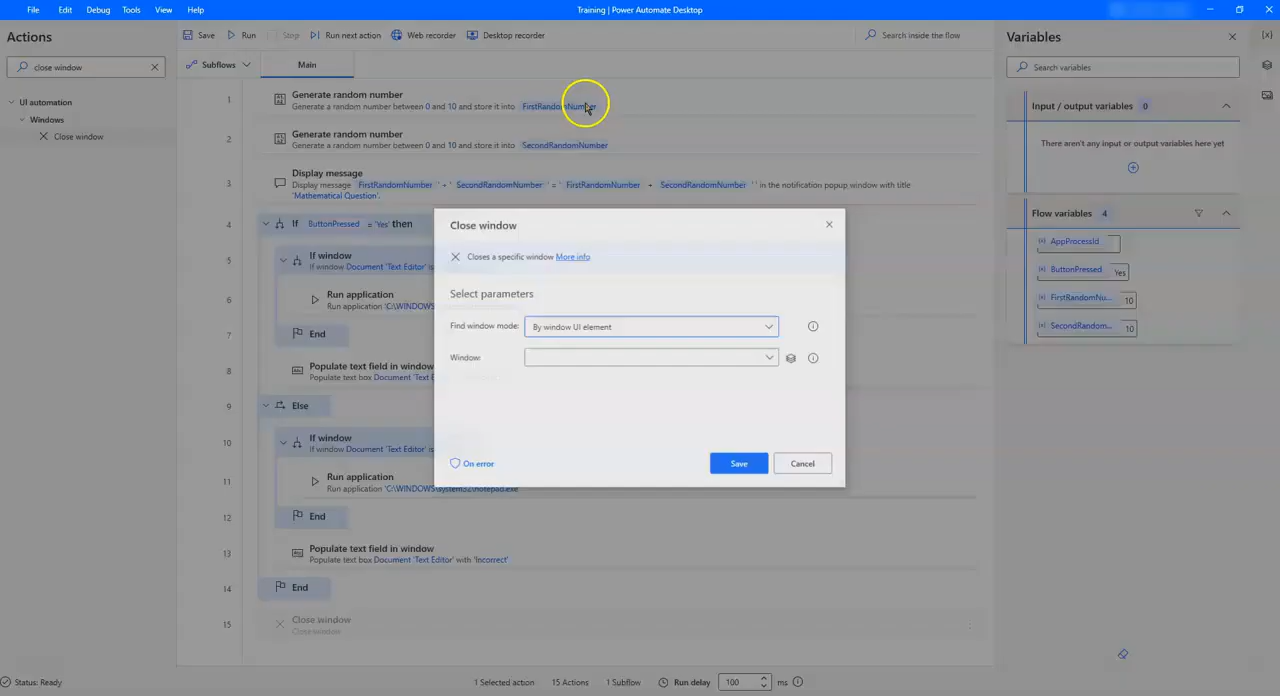 File Edit Debug Tools View Help
Training | Power Automate Desktop
Actions
close window
UI automation
Windows
Close window
Save Run Stop Run next action Web recorder Desktop recorder
Search inside the flow
Subflows Main
1 Generate random number
Generate a random number between 0 and 10 and store it into FirstRandomNumber
2 Generate random number
Generate a random number between 0 and 10 and store it into SecondRandomNumber
3 Display message
Display message FirstRandomNumber ' + ' SecondRandomNumber ' = ' FirstRandomNumber + SecondRandomNumber ' ' in the notification popup window with title
'Mathematical Question'.
4 If ButtonPressed = 'Yes' then
5 If window
If window Document 'Text Editor' is
6 Run application
Run application 'C:\WINDOWS\
7 End
8 Populate text field in window
Populate text box Document 'Text E
9 Else
10 If window
If window Document 'Text Editor' is
11 Run application
Run application 'C:\WINDOWS\system32\notepad.exe'
12 End
13 Populate text field in window
Populate text box Document 'Text Editor' with 'Incorrect'
14 End
15 Close window
Close window
Close window
Closes a specific window More info
Select parameters
Find window mode: By window UI element
Window:
On error
Save Cancel
Variables
Search variables
Input / output variables 0
There aren't any input or output variables here yet
Flow variables 4
(x) AppProcessId
(x) ButtonPressed Yes
(x) FirstRandomNu... 10
(x) SecondRandom... 10
Status: Ready
1 Selected action 15 Actions 1 Subflow Run delay 100 ms